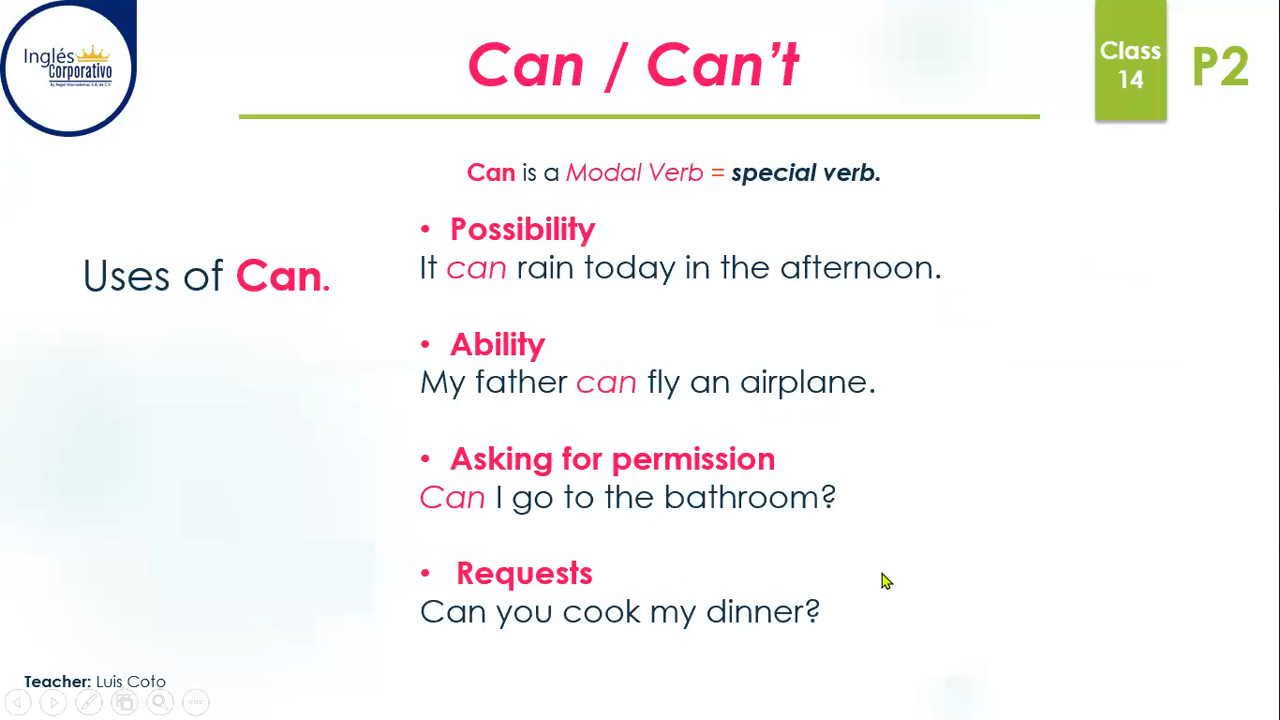 Inglés
Corporativo
By Regal International, S.A. de C.V.
Can / Can’t
Class
14
P2
Can is a Modal Verb = special verb.
Uses of Can.
• Possibility
It can rain today in the afternoon.
• Ability
My father can fly an airplane.
• Asking for permission
Can I go to the bathroom?
• Requests
Can you cook my dinner?
Teacher: Luis Coto